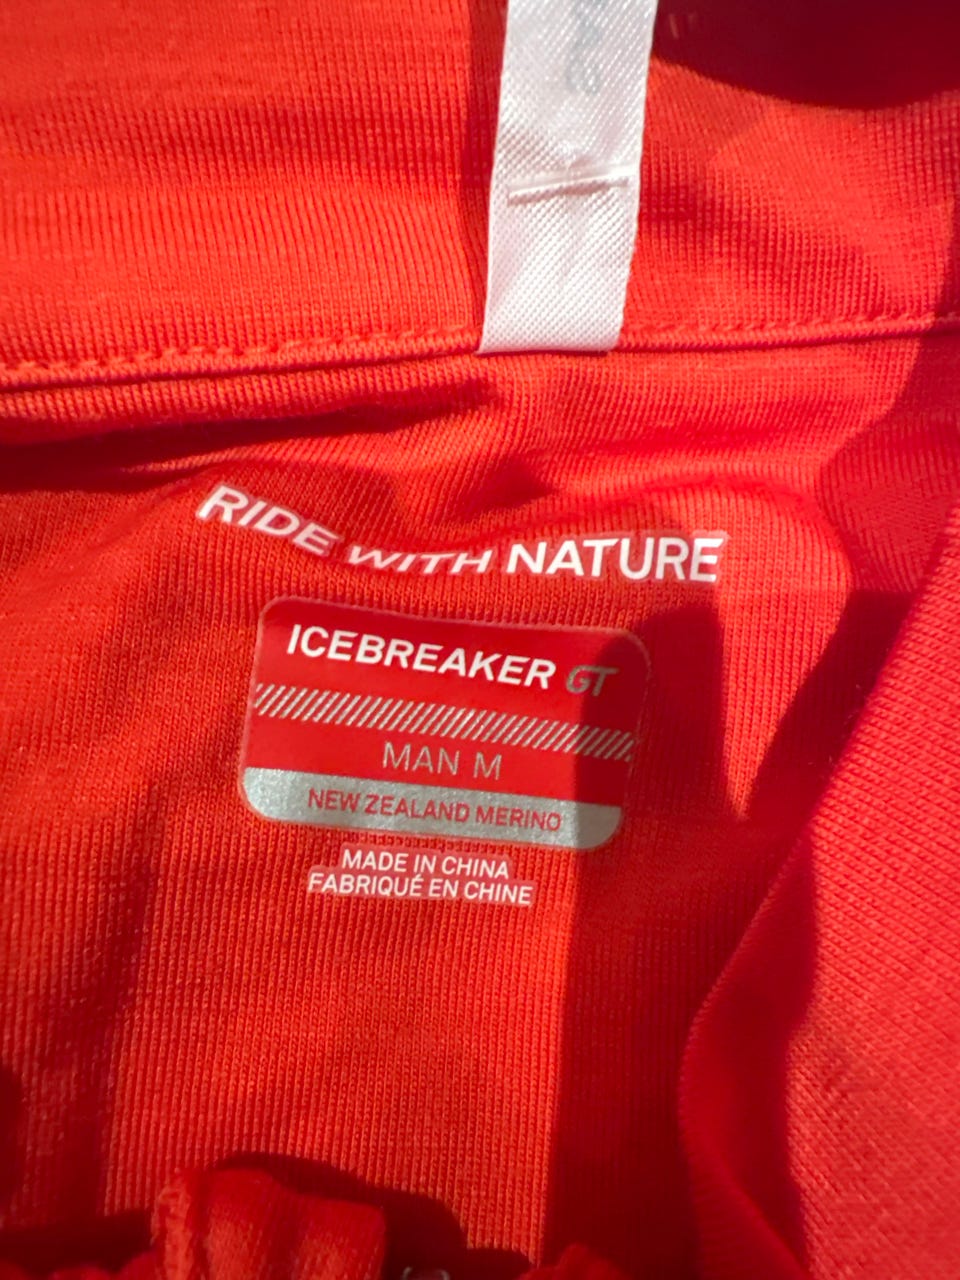 RIDE WITH NATURE
ICEBREAKER GT
MAN M
NEW ZEALAND MERINO
MADE IN CHINA
FABRIQUÉ EN CHINE